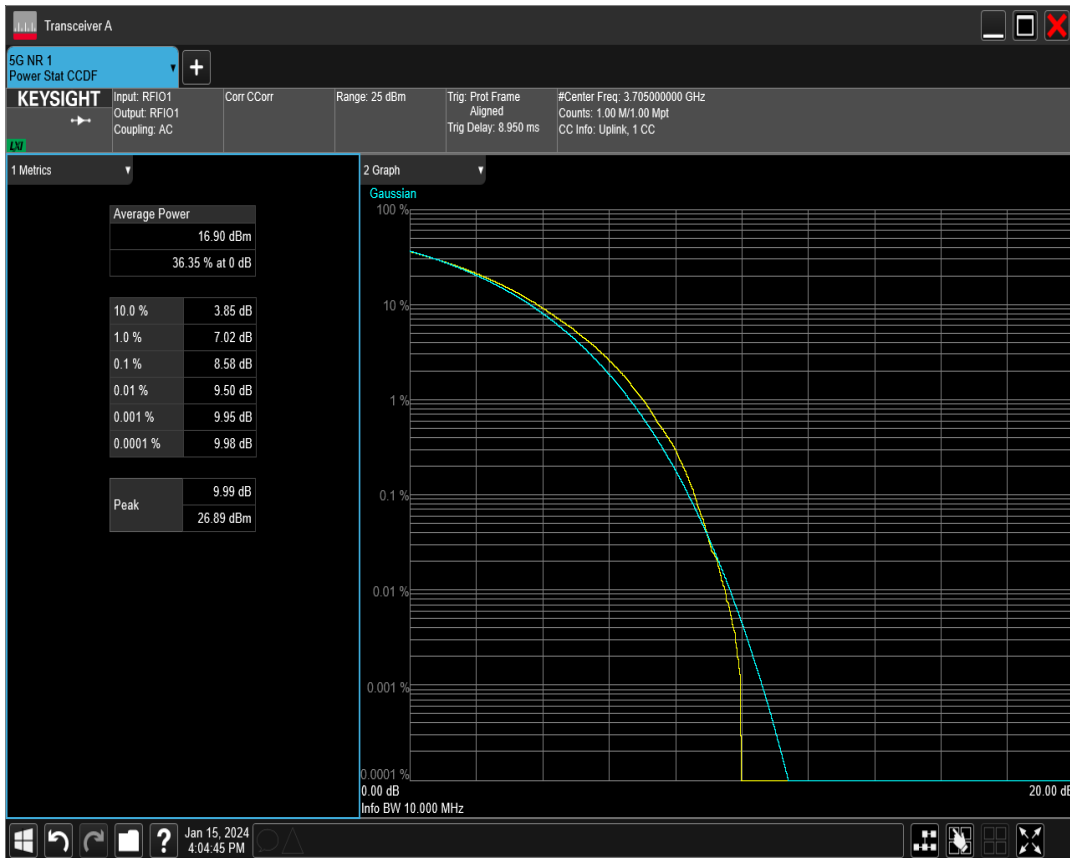 Transceiver A
5G NR 1
Power Stat CCDF
+
KEYSIGHT
LXI
Input: RFIO1
Output: RFIO1
Coupling: AC
Corr CCorr
Range: 25 dBm
Trig: Prot Frame
Aligned
Trig Delay: 8.950 ms
#Center Freq: 3.705000000 GHz
Counts: 1.00 M/1.00 Mpt
CC Info: Uplink, 1 CC
1 Metrics
Average Power
16.90 dBm
36.35 % at 0 dB
10.0 % 3.85 dB
1.0 % 7.02 dB
0.1 % 8.58 dB
0.01 % 9.50 dB
0.001 % 9.95 dB
0.0001 % 9.98 dB
Peak
9.99 dB
26.89 dBm
2 Graph
Gaussian
100 %
10 %
1 %
0.1 %
0.01 %
0.001 %
0.0001 %
0.00 dB 20.00 dB
Info BW 10.000 MHz
?
Jan 15, 2024
4:04:45 PM